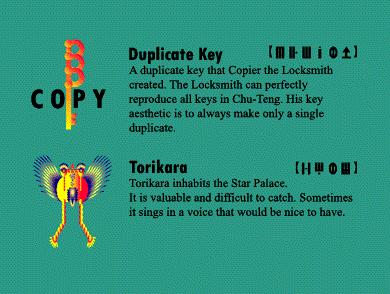 Duplicate Key
A duplicate key that Copier the Locksmith
created. The Locksmith can perfectly
reproduce all keys in Chu-Teng. His key
aesthetic is to always make only a single
duplicate.
COPY
Torikara
Torikara inhabits the Star Palace.
It is valuable and difficult to catch. Sometimes
it sings in a voice that would be nice to have.